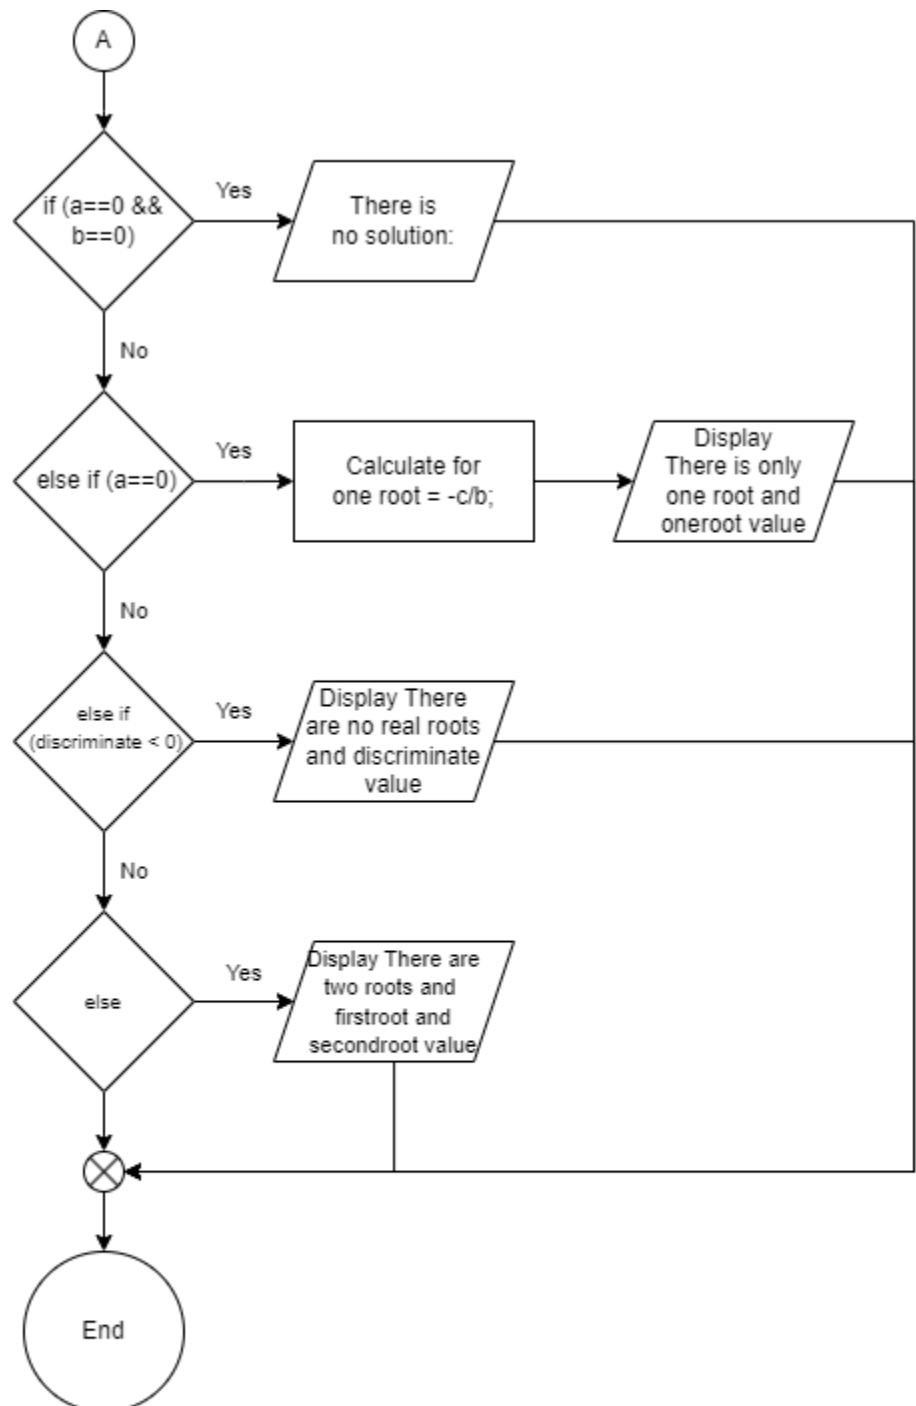 A
if (a==0 &&
b==0)
Yes
There is
no solution:
No
else if (a==0)
Yes
Calculate for
one root = -c/b;
Display
There is only
one root and
oneroot value
No
else if
(discriminate < 0)
Yes
Display There
are no real roots
and discriminate
value
No
else
Yes
Display There are
two roots and
firstroot and
secondroot value
End